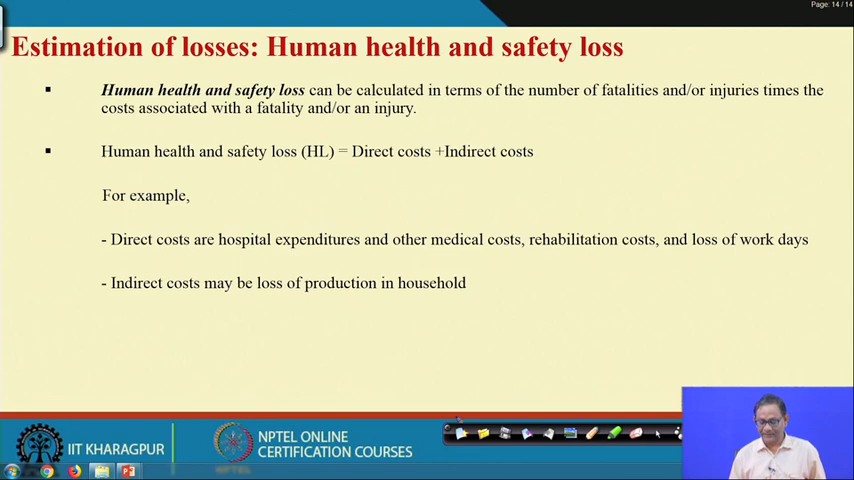 Page: 14 / 14
Estimation of losses: Human health and safety loss
Human health and safety loss can be calculated in terms of the number of fatalities and/or injuries times the
costs associated with a fatality and/or an injury.
Human health and safety loss (HL) = Direct costs +Indirect costs
For example,
- Direct costs are hospital expenditures and other medical costs, rehabilitation costs, and loss of work days
- Indirect costs may be loss of production in household
IIT KHARAGPUR
NPTEL
NPTEL ONLINE
CERTIFICATION COURSES